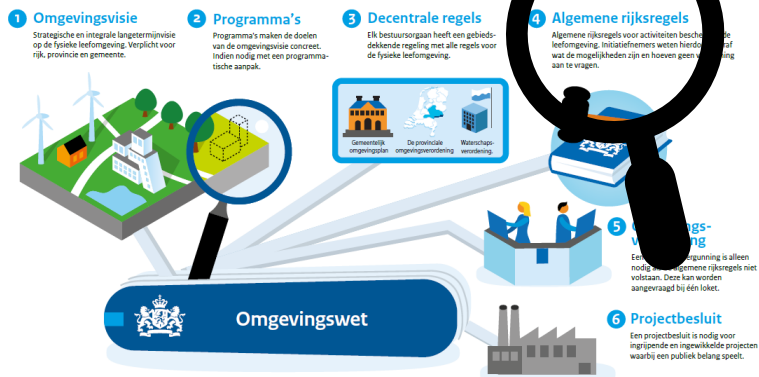 1 Omgevingsvisie
Strategische en integrale langetermijnvisie
op de fysieke leefomgeving. Verplicht voor
rijk, provincie en gemeente.
2 Programma's
Programma's maken de doelen
van de omgevingsvisie concreet.
Indien nodig met een programma-
tische aanpak.
3 Decentrale regels
Elk bestuursorgaan heeft een gebieds-
dekkende regeling met alle regels voor
de fysieke leefomgeving.
Gemeentelijk
omgevingsplan
De provinciale
omgevingsverordening
Waterschaps-
verordening.
4 Algemene rijksregels
Algemene rijksregels voor activiteiten
leefomgeving. Initiatiefnemers weten
wat de mogelijkheden zijn en hoeven geen
aan te vragen.
5
is alleen
nodig algemene rijksregels niet
volstaan. Deze kan worden
aangevraagd bij één loket.
6 Projectbesluit
Een projectbesluit is nodig voor
ingrijpende en ingewikkelde projecten
waarbij een publiek belang speelt.
Omgevingswet